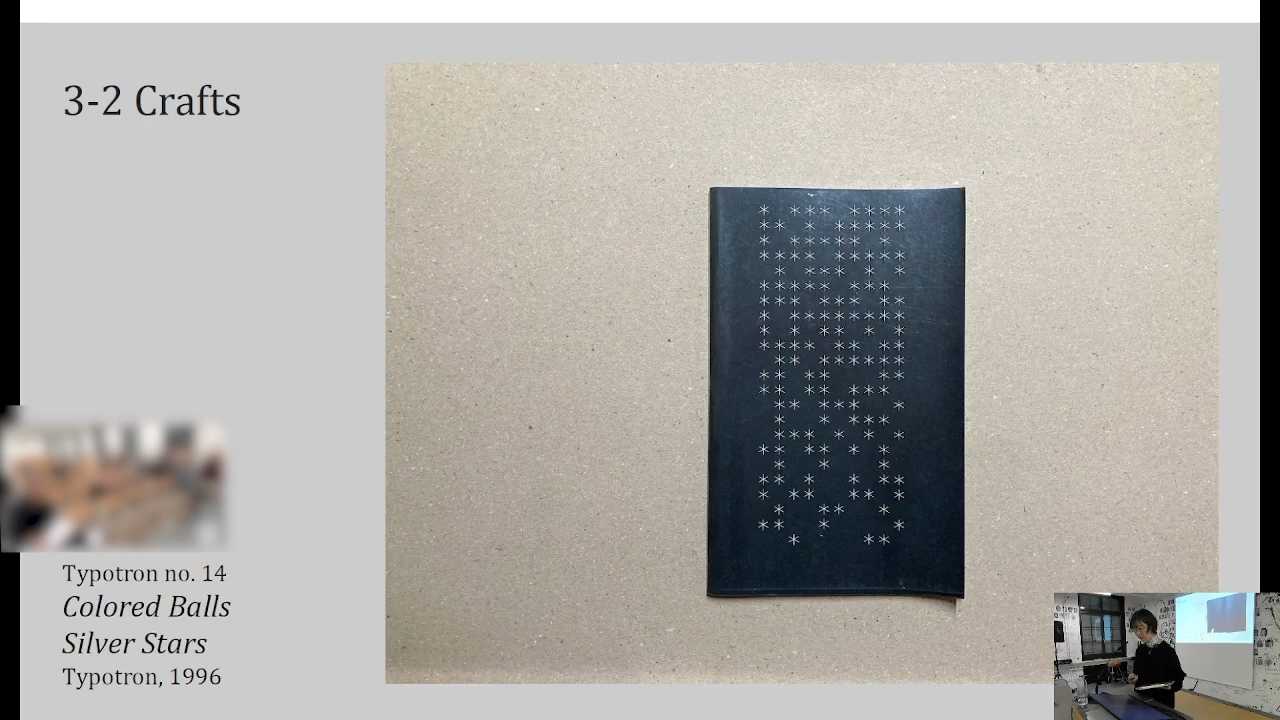 3-2 Crafts
Typotron no. 14
Colored Balls
Silver Stars
Typotron, 1996